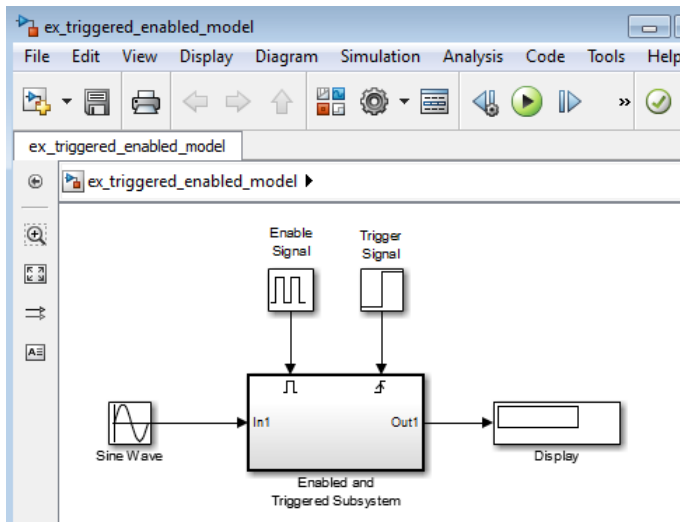 ex_triggered_enabled_model
File Edit View Display Diagram Simulation Analysis Code Tools Help
»
ex_triggered_enabled_model
ex_triggered_enabled_model
Enable
Signal
Trigger
Signal
In1
Out1
Sine Wave
Display
Enabled and
Triggered Subsystem